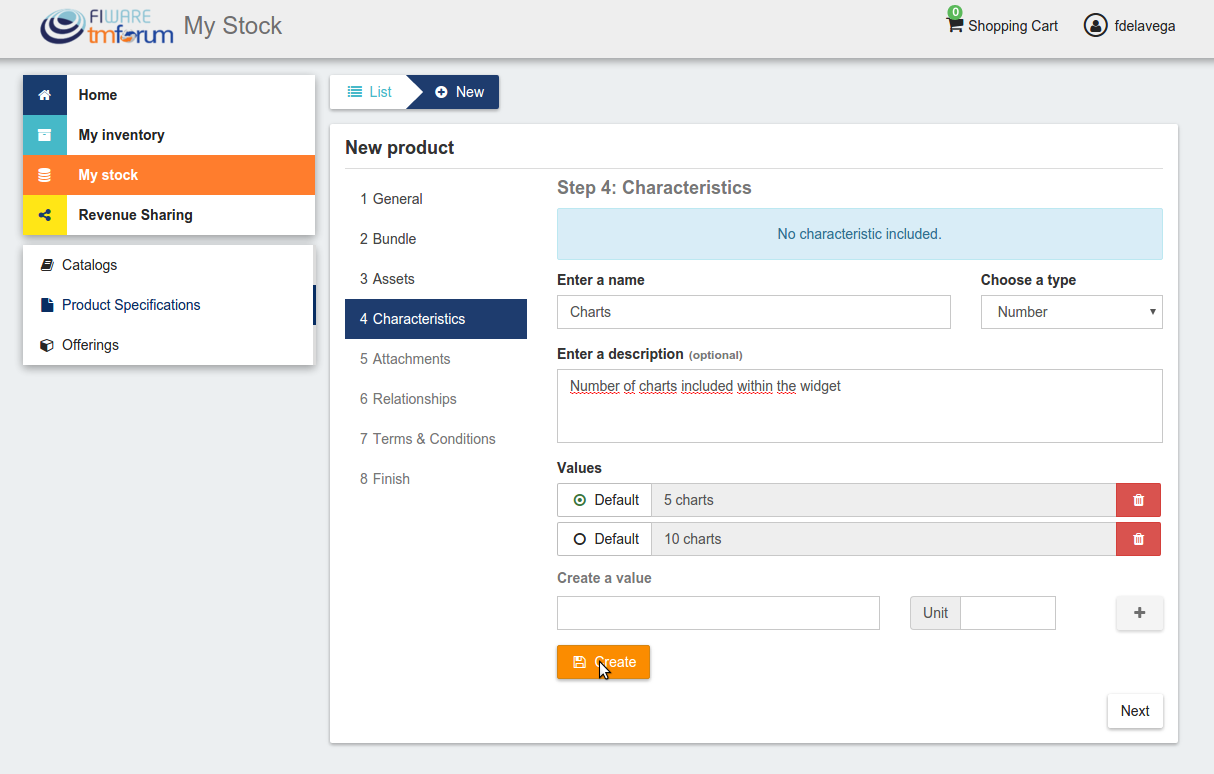 FIWARE
tmforum
My Stock
0
Shopping Cart
fdelavega
Home
My inventory
My stock
Revenue Sharing
Catalogs
Product Specifications
Offerings
List
New
New product
1 General
2 Bundle
3 Assets
4 Characteristics
5 Attachments
6 Relationships
7 Terms & Conditions
8 Finish
Step 4: Characteristics
No characteristic included.
Enter a name
Choose a type
Charts
Number
Enter a description (optional)
Number of charts included within the widget
Values
Default 5 charts
Default 10 charts
Create a value
Unit
Create
Next